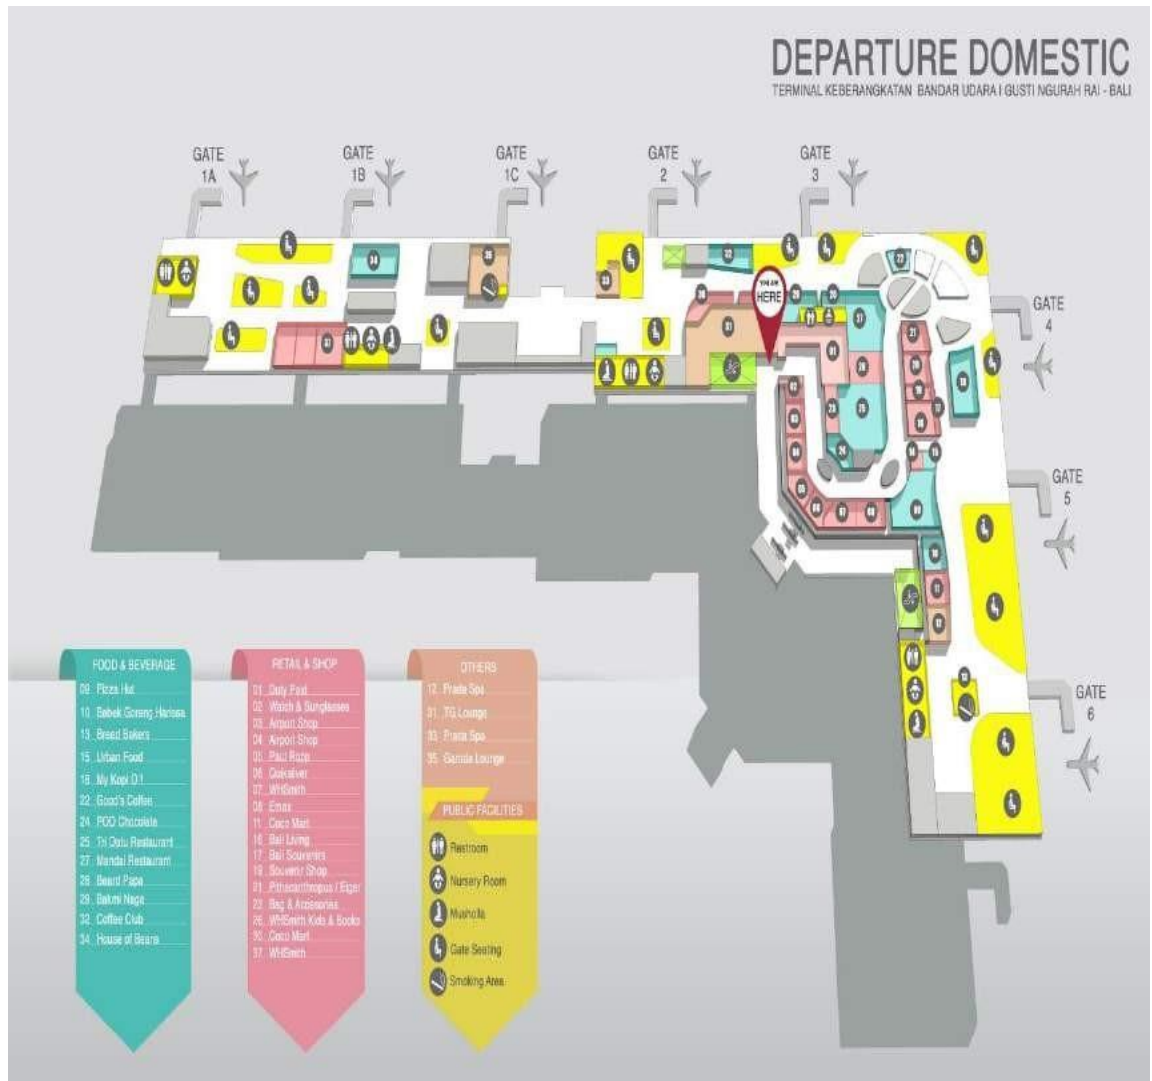 DEPARTURE DOMESTIC
TERMINAL KEBERANGKATAN BANDAR UDARA I GUSTI NGURAH RAI - BALI
GATE 1A
GATE 1B
GATE 1C
GATE 2
GATE 3
YOU ARE HERE
GATE 4
GATE 5
GATE 6
FOOD & BEVERAGE
09 Pizza Hut
10 Bebek Goreng Harissa
13 Bread Bakers
15 Urban Food
18 My Kopi O!
22 Good's Coffee
24 POD Chocolate
25 Tri Datu Restaurant
27 Mandai Restaurant
28 Beard Papa
29 Bakmi Naga
32 Coffee Club
34 House of Beans
RETAIL & SHOP
01 Duty Paid
02 Watch & Sunglasses
03 Airport Shop
04 Airport Shop
05 Paul Ropp
06 Quiksilver
07 WHSmith
08 Emax
11 Coco Mart
16 Bali Living
17 Bali Souvenirs
19 Souvenir Shop
21 Pithecanthropus / Eiger
23 Bag & Accessories
26 WHSmith Kids & Books
30 Coco Mart
37 WHSmith
OTHERS
12 Prada Spa
31 TG Lounge
33 Prada Spa
35 Garuda Lounge
PUBLIC FACILITIES
Restroom
Nursery Room
Musholla
Gate Seating
Smoking Area